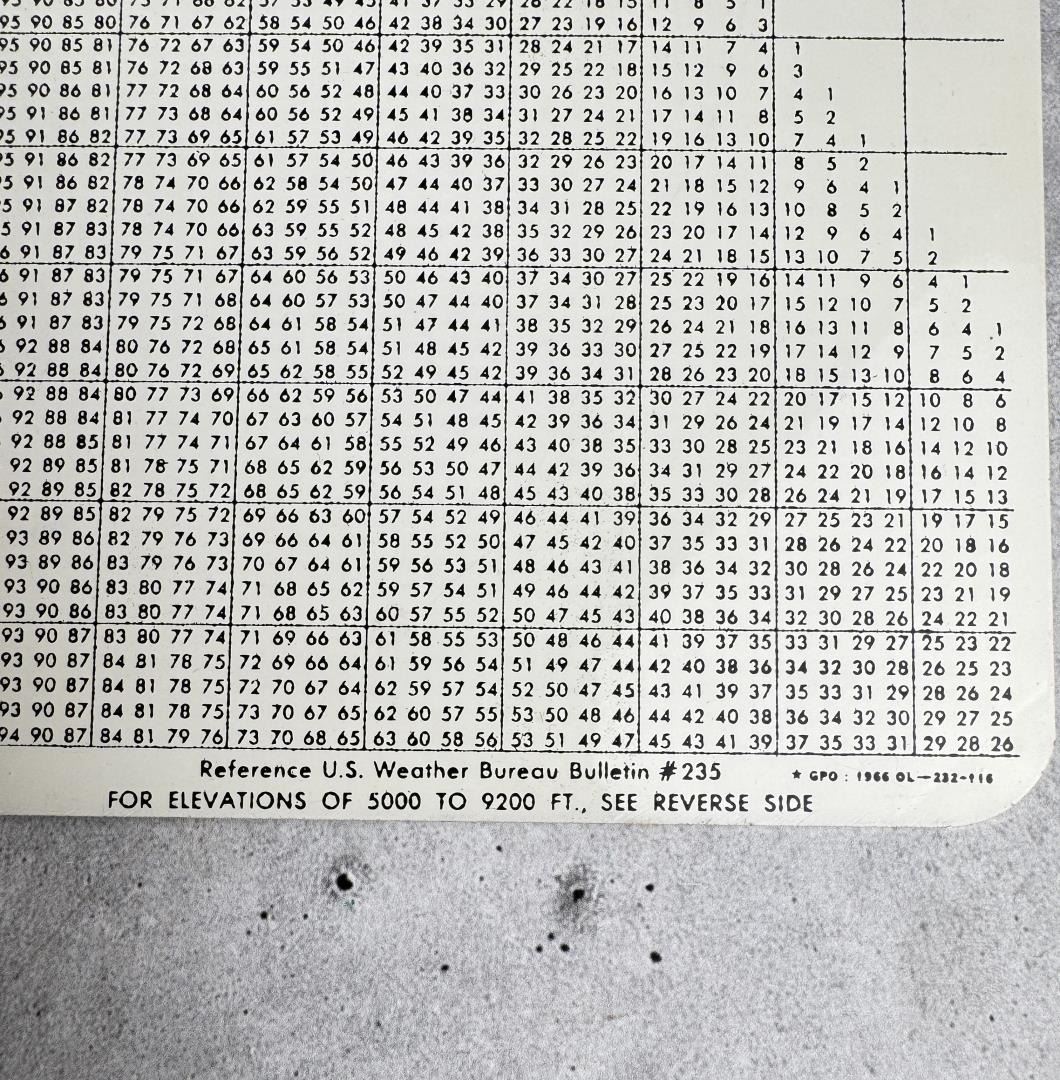 95 90 85 80 76 71 67 62 58 54 50 46 42 38 34 30 27 23 19 16 12 9 6 3
95 90 85 81 76 72 67 63 59 54 50 46 42 39 35 31 28 24 21 17 14 11 7 4 1
95 90 85 81 76 72 68 63 59 55 51 47 43 40 36 32 29 25 22 18 15 12 9 6 3
95 90 86 81 77 72 68 64 60 56 52 48 44 40 37 33 30 26 23 20 16 13 10 7 4 1
95 91 86 81 77 73 68 64 60 56 52 49 45 41 38 34 31 27 24 21 17 14 11 8 5 2
95 91 86 82 77 73 69 65 61 57 53 49 46 42 39 35 32 28 25 22 19 16 13 10 7 4 1
95 91 86 82 77 73 69 65 61 57 54 50 46 43 39 36 32 29 26 23 20 17 14 11 8 5 2
5 91 86 82 78 74 70 66 62 58 54 50 47 44 40 37 33 30 27 24 21 18 15 12 9 6 4 1
5 91 87 82 78 74 70 66 62 59 55 51 48 44 41 38 34 31 28 25 22 19 16 13 10 8 5 2
5 91 87 83 78 74 70 66 63 59 55 52 48 45 42 38 35 32 29 26 23 20 17 14 12 9 6 4 1
6 91 87 83 79 75 71 67 63 59 56 52 49 46 42 39 36 33 30 27 24 21 18 15 13 10 7 5 2
6 91 87 83 79 75 71 67 64 60 56 53 50 46 43 40 37 34 30 27 25 22 19 16 14 11 9 6 4 1
6 91 87 83 79 75 71 68 64 60 57 53 50 47 44 40 37 34 31 28 25 23 20 17 15 12 10 7 5 2
6 91 87 83 79 75 72 68 64 61 58 54 51 47 44 41 38 35 32 29 26 24 21 18 16 13 11 8 6 4 1
92 88 84 80 76 72 68 65 61 58 54 51 48 45 42 39 36 33 30 27 25 22 19 17 14 12 9 7 5 2
92 88 84 80 76 72 69 65 62 58 55 52 49 45 42 39 36 34 31 28 26 23 20 18 15 13 10 8 6 4
92 88 84 80 77 73 69 66 62 59 56 53 50 47 44 41 38 35 32 30 27 24 22 20 17 15 12 10 8 6
92 88 84 81 77 74 70 67 63 60 57 54 51 48 45 42 39 36 34 31 29 26 24 21 19 17 14 12 10 8
92 88 85 81 77 74 71 67 64 61 58 55 52 49 46 43 40 38 35 33 30 28 25 23 21 18 16 14 12 10
92 89 85 81 78 75 71 68 65 62 59 56 53 50 47 44 42 39 36 34 31 29 27 24 22 20 18 16 14 12
92 89 85 82 78 75 72 68 65 62 59 56 54 51 48 45 43 40 38 35 33 30 28 26 24 21 19 17 15 13
92 89 85 82 79 75 72 69 66 63 60 57 54 52 49 46 44 41 39 36 34 32 29 27 25 23 21 19 17 15
93 89 86 82 79 76 73 69 66 64 61 58 55 52 50 47 45 42 40 37 35 33 31 28 26 24 22 20 18 16
93 89 86 83 79 76 73 70 67 64 61 59 56 53 51 48 46 43 41 38 36 34 32 30 28 26 24 22 20 18
93 90 86 83 80 77 74 71 68 65 62 59 57 54 51 49 46 44 42 39 37 35 33 31 29 27 25 23 21 19
93 90 86 83 80 77 74 71 68 65 63 60 57 55 52 50 47 45 43 40 38 36 34 32 30 28 26 24 22 21
93 90 87 83 80 77 74 71 69 66 63 61 58 55 53 50 48 46 44 41 39 37 35 33 31 29 27 25 23 22
93 90 87 84 81 78 75 72 69 66 64 61 59 56 54 51 49 47 44 42 40 38 36 34 32 30 28 26 25 23
93 90 87 84 81 78 75 72 70 67 64 62 59 57 54 52 50 47 45 43 41 39 37 35 33 31 29 28 26 24
93 90 87 84 81 78 75 73 70 67 65 62 60 57 55 53 50 48 46 44 42 40 38 36 34 32 30 29 27 25
94 90 87 84 81 79 76 73 70 68 65 63 60 58 56 53 51 49 47 45 43 41 39 37 35 33 31 29 28 26
Reference U.S. Weather Bureau Bulletin #235 ★ GPO : 1966 OL—232-116
FOR ELEVATIONS OF 5000 TO 9200 FT., SEE REVERSE SIDE